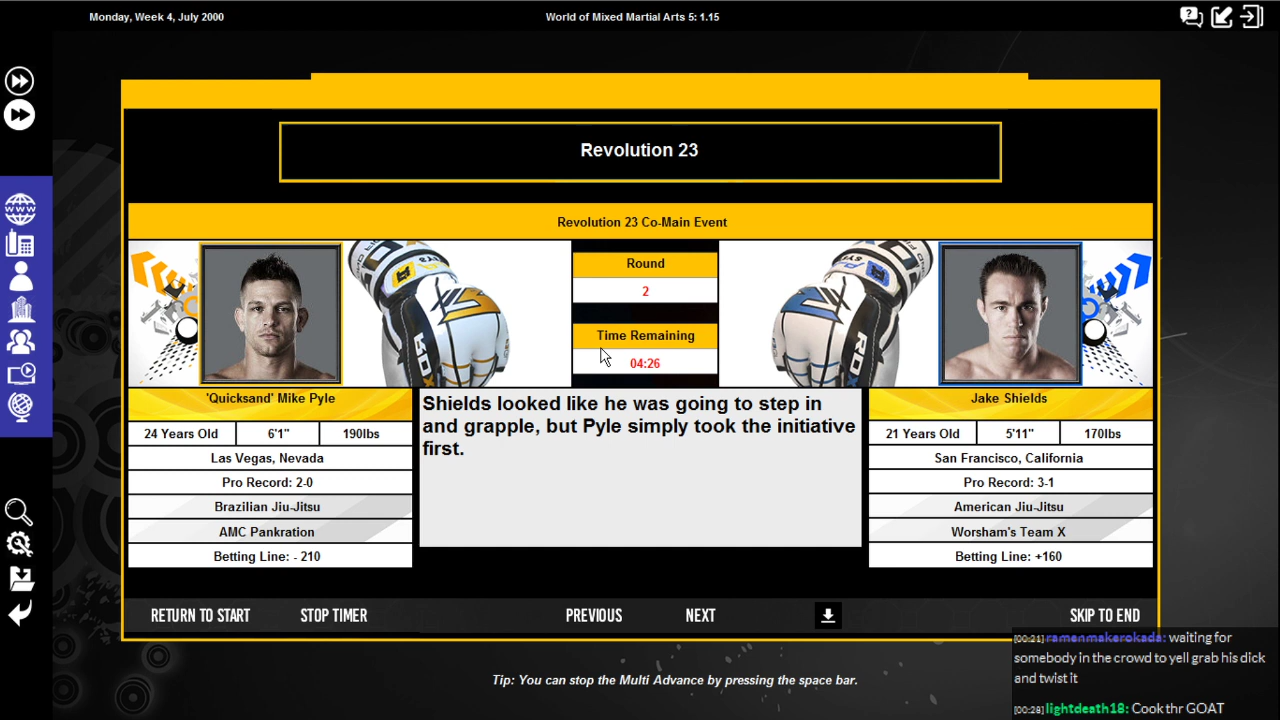 Monday, Week 4, July 2000
World of Mixed Martial Arts 5: 1.15
Revolution 23
Revolution 23 Co-Main Event
Round
2
Time Remaining
04:26
'Quicksand' Mike Pyle
24 Years Old
6'1"
190lbs
Las Vegas, Nevada
Pro Record: 2-0
Brazilian Jiu-Jitsu
AMC Pankration
Betting Line: - 210
Shields looked like he was going to step in
and grapple, but Pyle simply took the initiative
first.
Jake Shields
21 Years Old
5'11"
170lbs
San Francisco, California
Pro Record: 3-1
American Jiu-Jitsu
Worsham's Team X
Betting Line: +160
RETURN TO START
STOP TIMER
PREVIOUS
NEXT
SKIP TO END
Tip: You can stop the Multi Advance by pressing the space bar.
[00:21] ramenmakerokada: waiting for
somebody in the crowd to yell grab his dick
and twist it
[00:28] lightdeath18: Cook thr GOAT